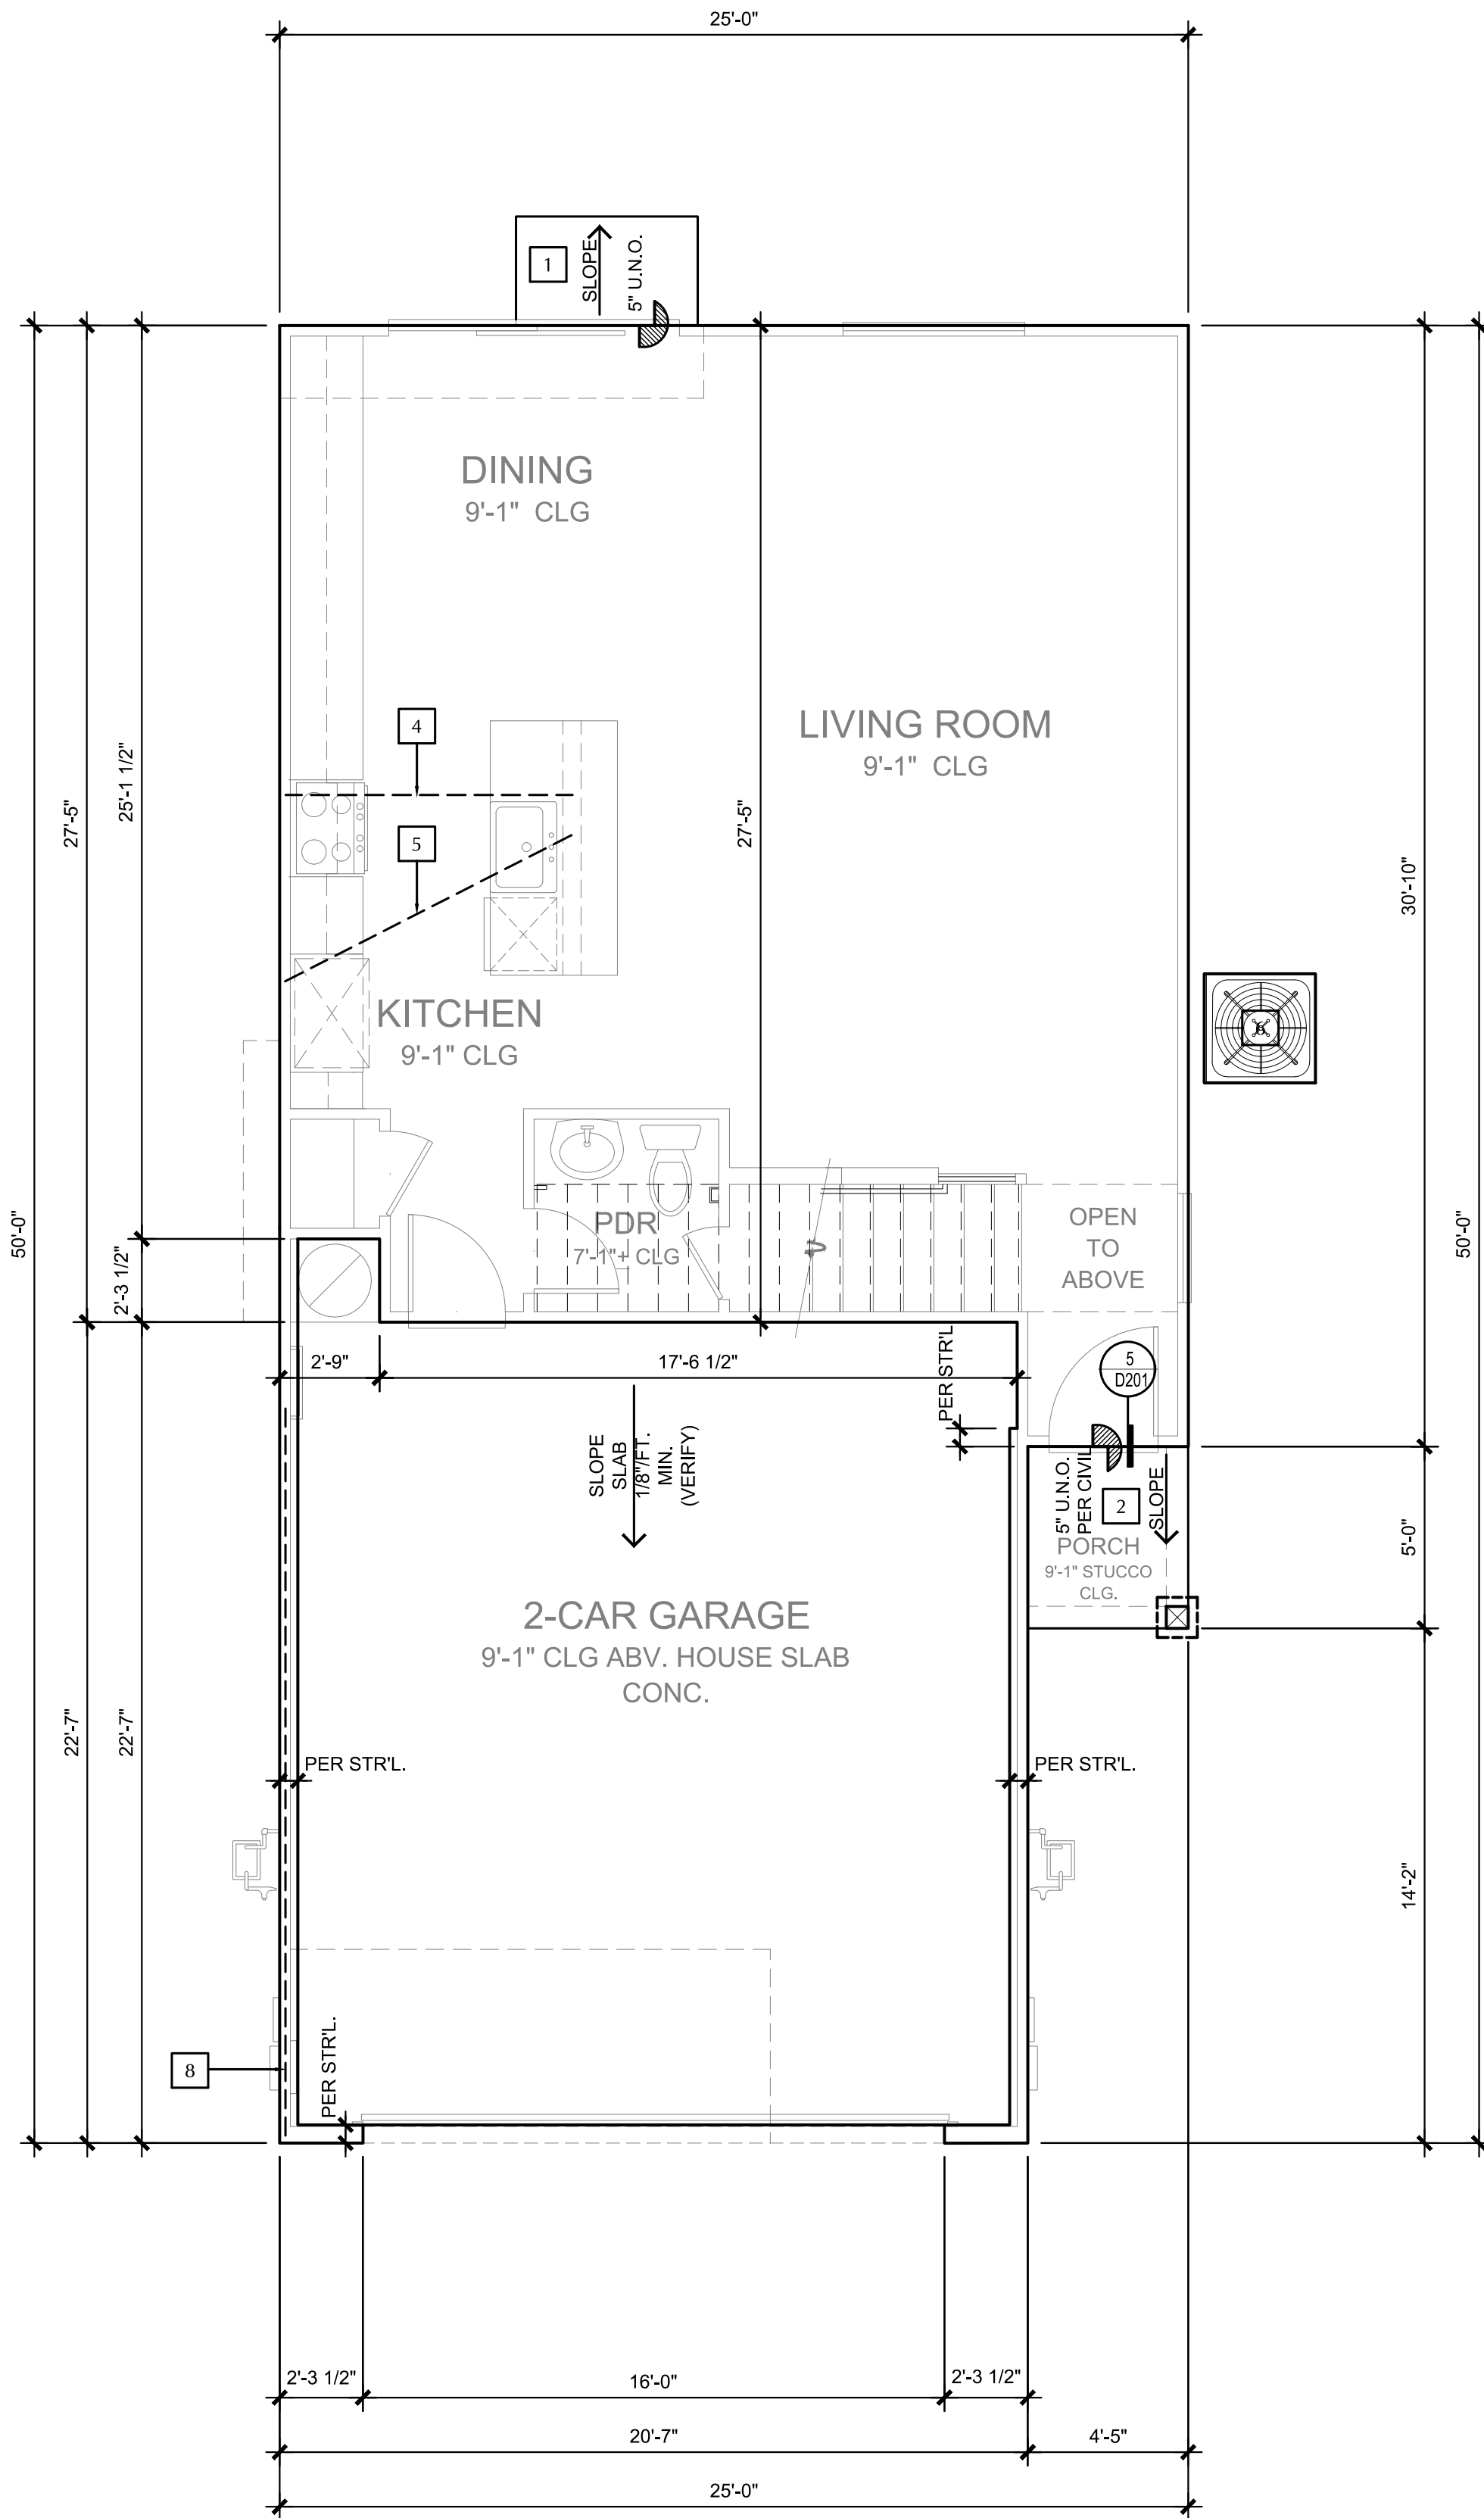 25'-0"
1
SLOPE
5" U.N.O.
DINING
9'-1" CLG
LIVING ROOM
9'-1" CLG
4
5
27'-5"
25'-1 1/2"
27'-5"
30'-10"
KITCHEN
9'-1" CLG
50'-0"
50'-0"
2'-3 1/2"
PDR
7'-1"+ CLG
OPEN
TO
ABOVE
2'-9"
17'-6 1/2"
PER STR'L
5
D201
SLOPE
SLAB
1/8"/FT.
MIN.
(VERIFY)
5" U.N.O.
PER CIVIL
2
SLOPE
PORCH
9'-1" STUCCO
CLG.
5'-0"
2-CAR GARAGE
9'-1" CLG ABV. HOUSE SLAB
CONC.
22'-7"
22'-7"
PER STR'L.
PER STR'L.
14'-2"
8
PER STR'L.
2'-3 1/2"
16'-0"
2'-3 1/2"
20'-7"
4'-5"
25'-0"